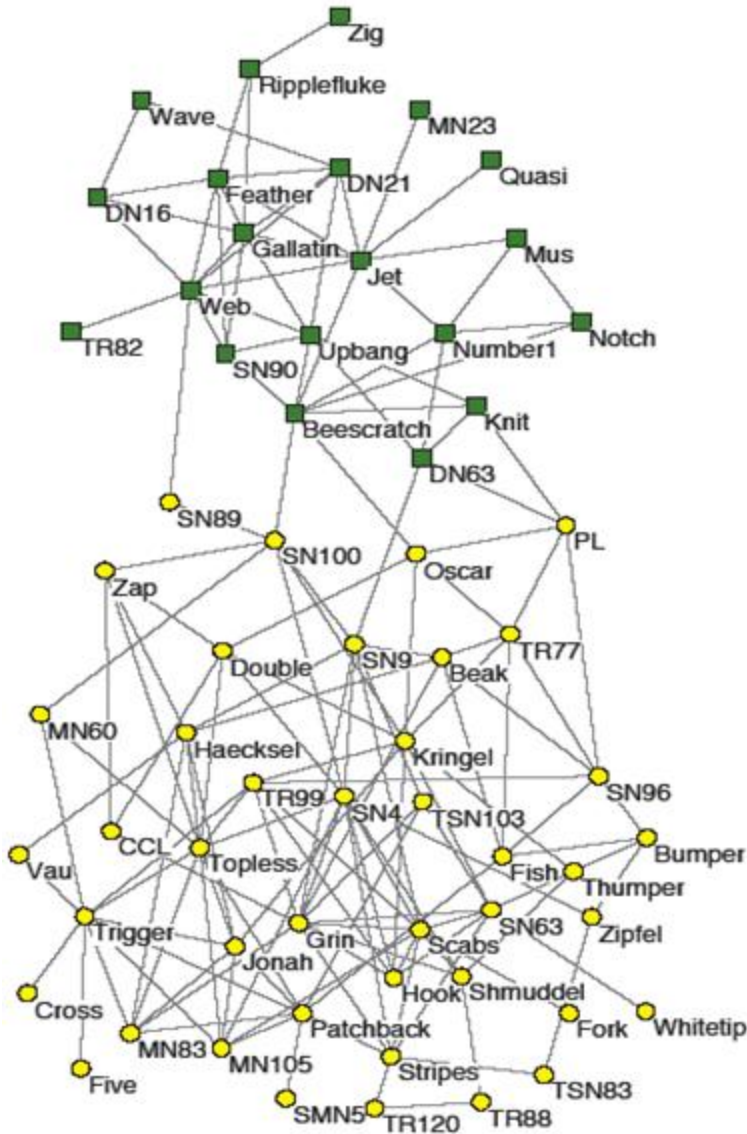 Zig
Ripplefluke
Wave
MN23
Quasi
DN21
Feather
DN16
Gallatin
Mus
Jet
Web
Notch
TR82
Upbang
Number1
SN90
Beescratch
Knit
DN63
SN89
SN100
PL
Oscar
Zap
Double
SN9
TR77
Beak
MN60
Haecksel
Kringel
TR99
SN96
SN4
TSN103
CCL
Topless
Bumper
Vau
Fish
Thumper
Trigger
Grin
Scabs
SN63
Zipfel
Jonah
Hook
Shmuddel
Cross
Patchback
Fork
Whitetip
MN83
MN105
Stripes
Five
TSN83
SMN5
TR120
TR88